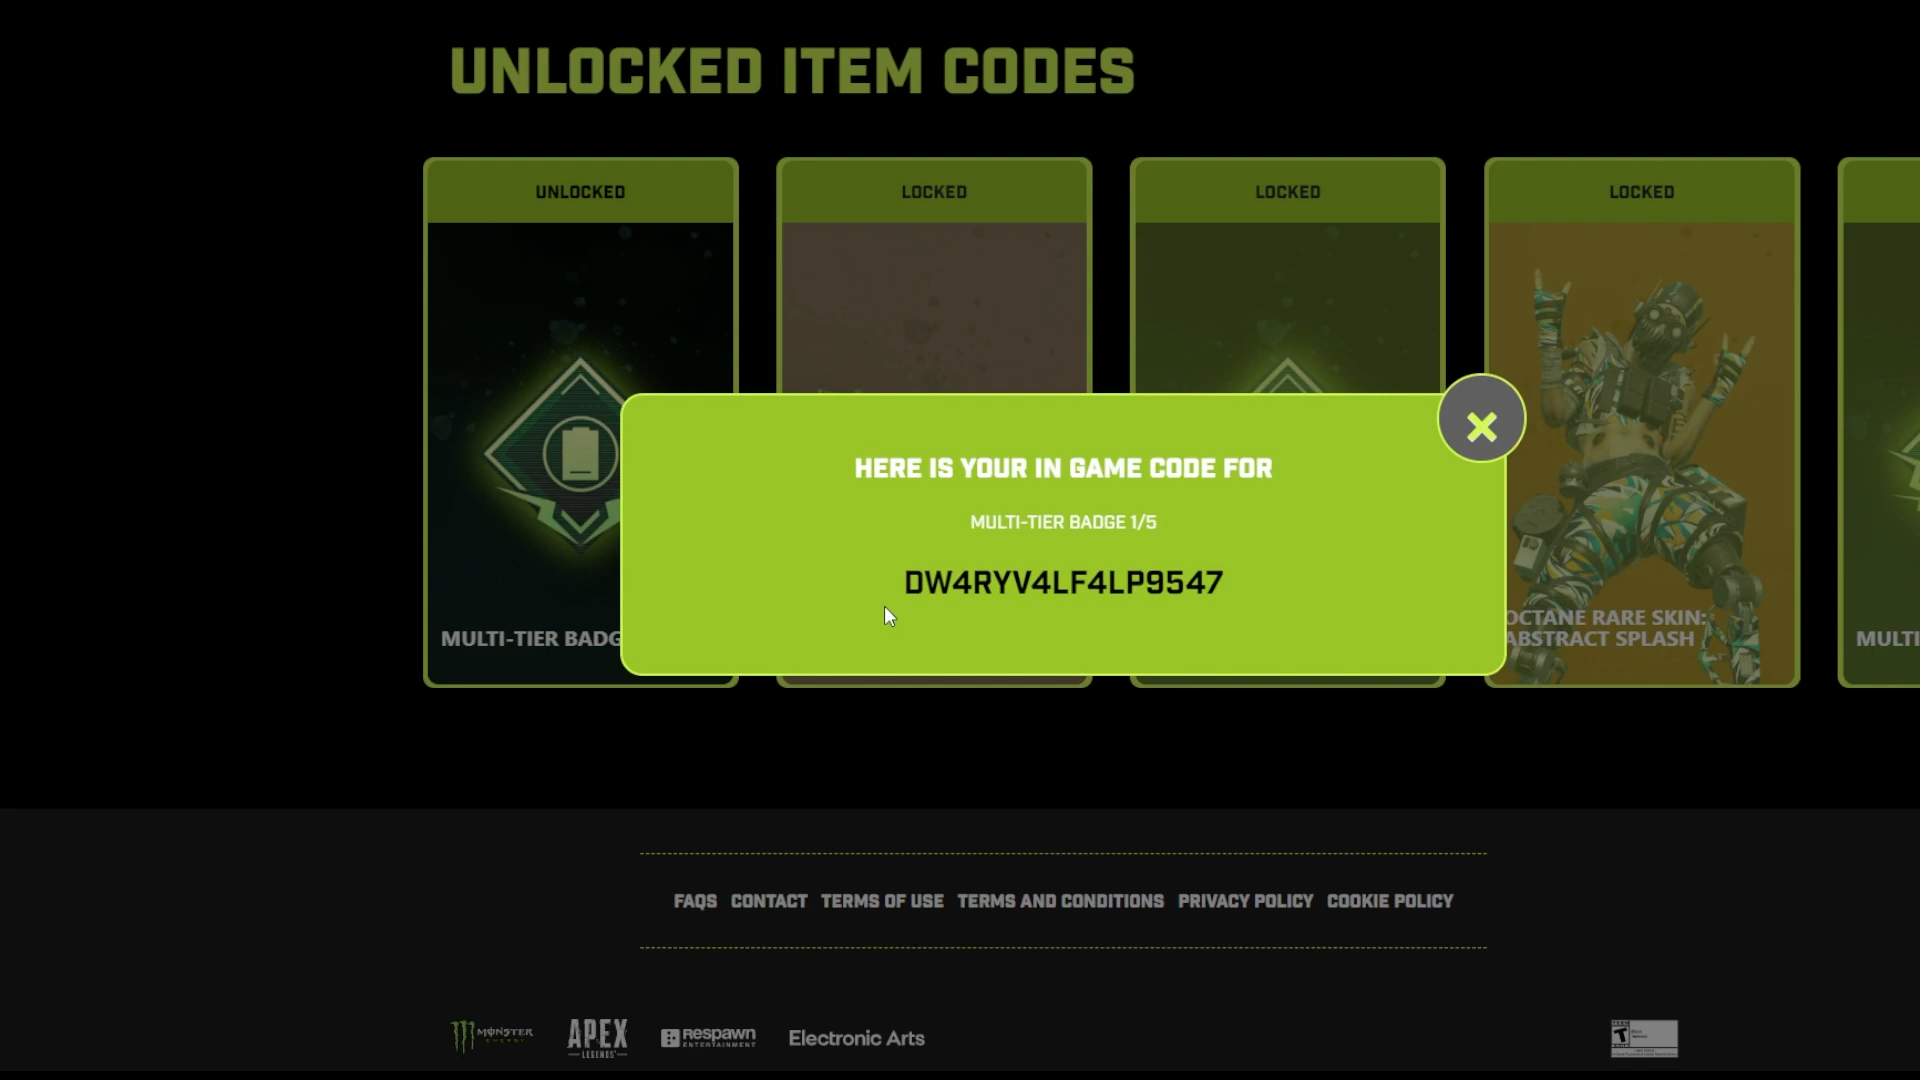 UNLOCKED ITEM CODES
UNLOCKED
LOCKED
LOCKED
LOCKED
HERE IS YOUR IN GAME CODE FOR
MULTI-TIER BADGE 1/5
DW4RYV4LF4LP9547
MULTI-TIER BADG
OCTANE RARE SKIN:
ABSTRACT SPLASH
MULTI
FAQS CONTACT TERMS OF USE TERMS AND CONDITIONS PRIVACY POLICY COOKIE POLICY
MONSTER
ENERGY
APEX
LEGENDS
Respawn
ENTERTAINMENT
Electronic Arts
TEEN
T